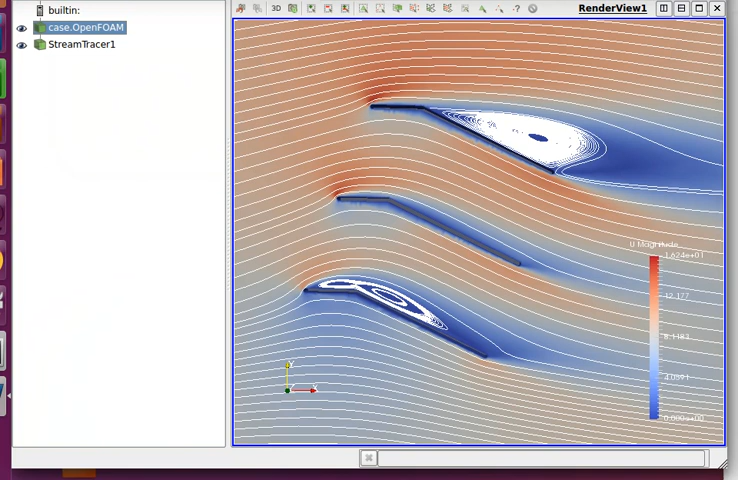 builtin:
case.OpenFOAM
StreamTracer1
3D
RenderView1
U Magnitude
1.624e+01
12.177
8.1183
4.0591
0.000e+00
Y
X